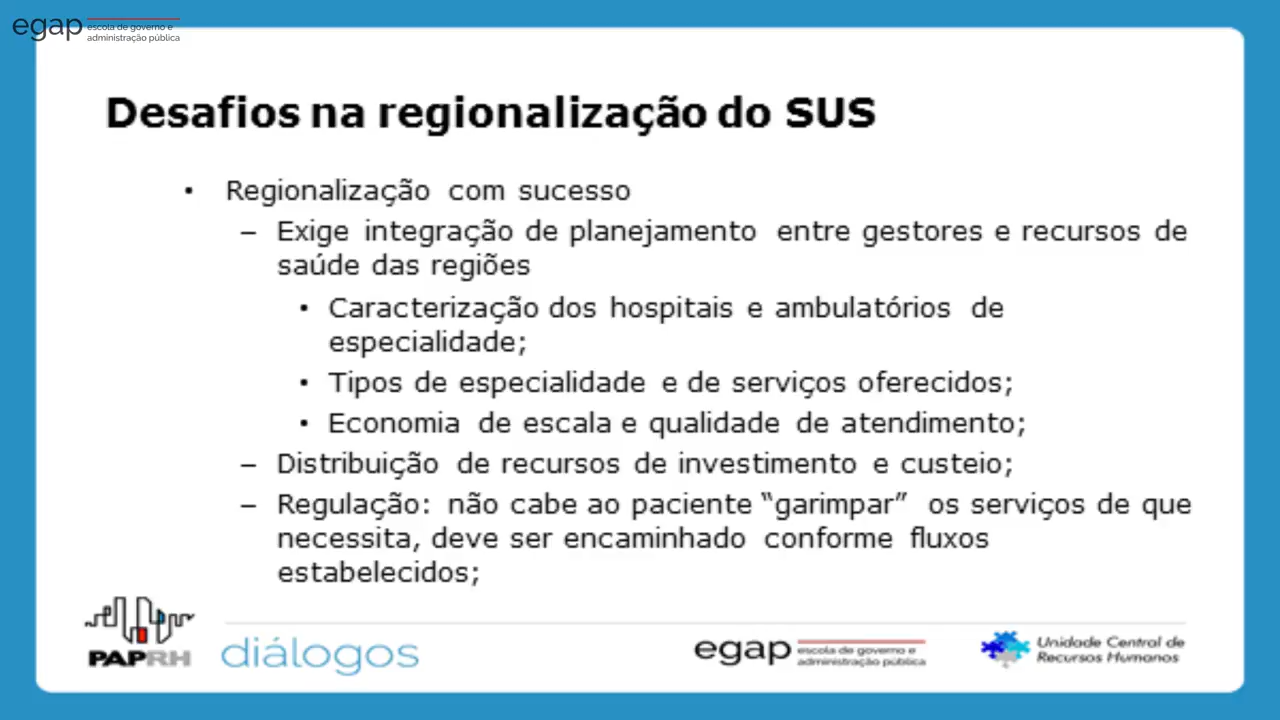 egap escola de governo e
administração pública
Desafios na regionalização do SUS
• Regionalização com sucesso
– Exige integração de planejamento entre gestores e recursos de
saúde das regiões
• Caracterização dos hospitais e ambulatórios de
especialidade;
• Tipos de especialidade e de serviços oferecidos;
• Economia de escala e qualidade de atendimento;
– Distribuição de recursos de investimento e custeio;
– Regulação: não cabe ao paciente “garimpar” os serviços de que
necessita, deve ser encaminhado conforme fluxos
estabelecidos;
PAPRH
diálogos
egap escola de governo e
administração pública
Unidade Central de
Recursos Humanos